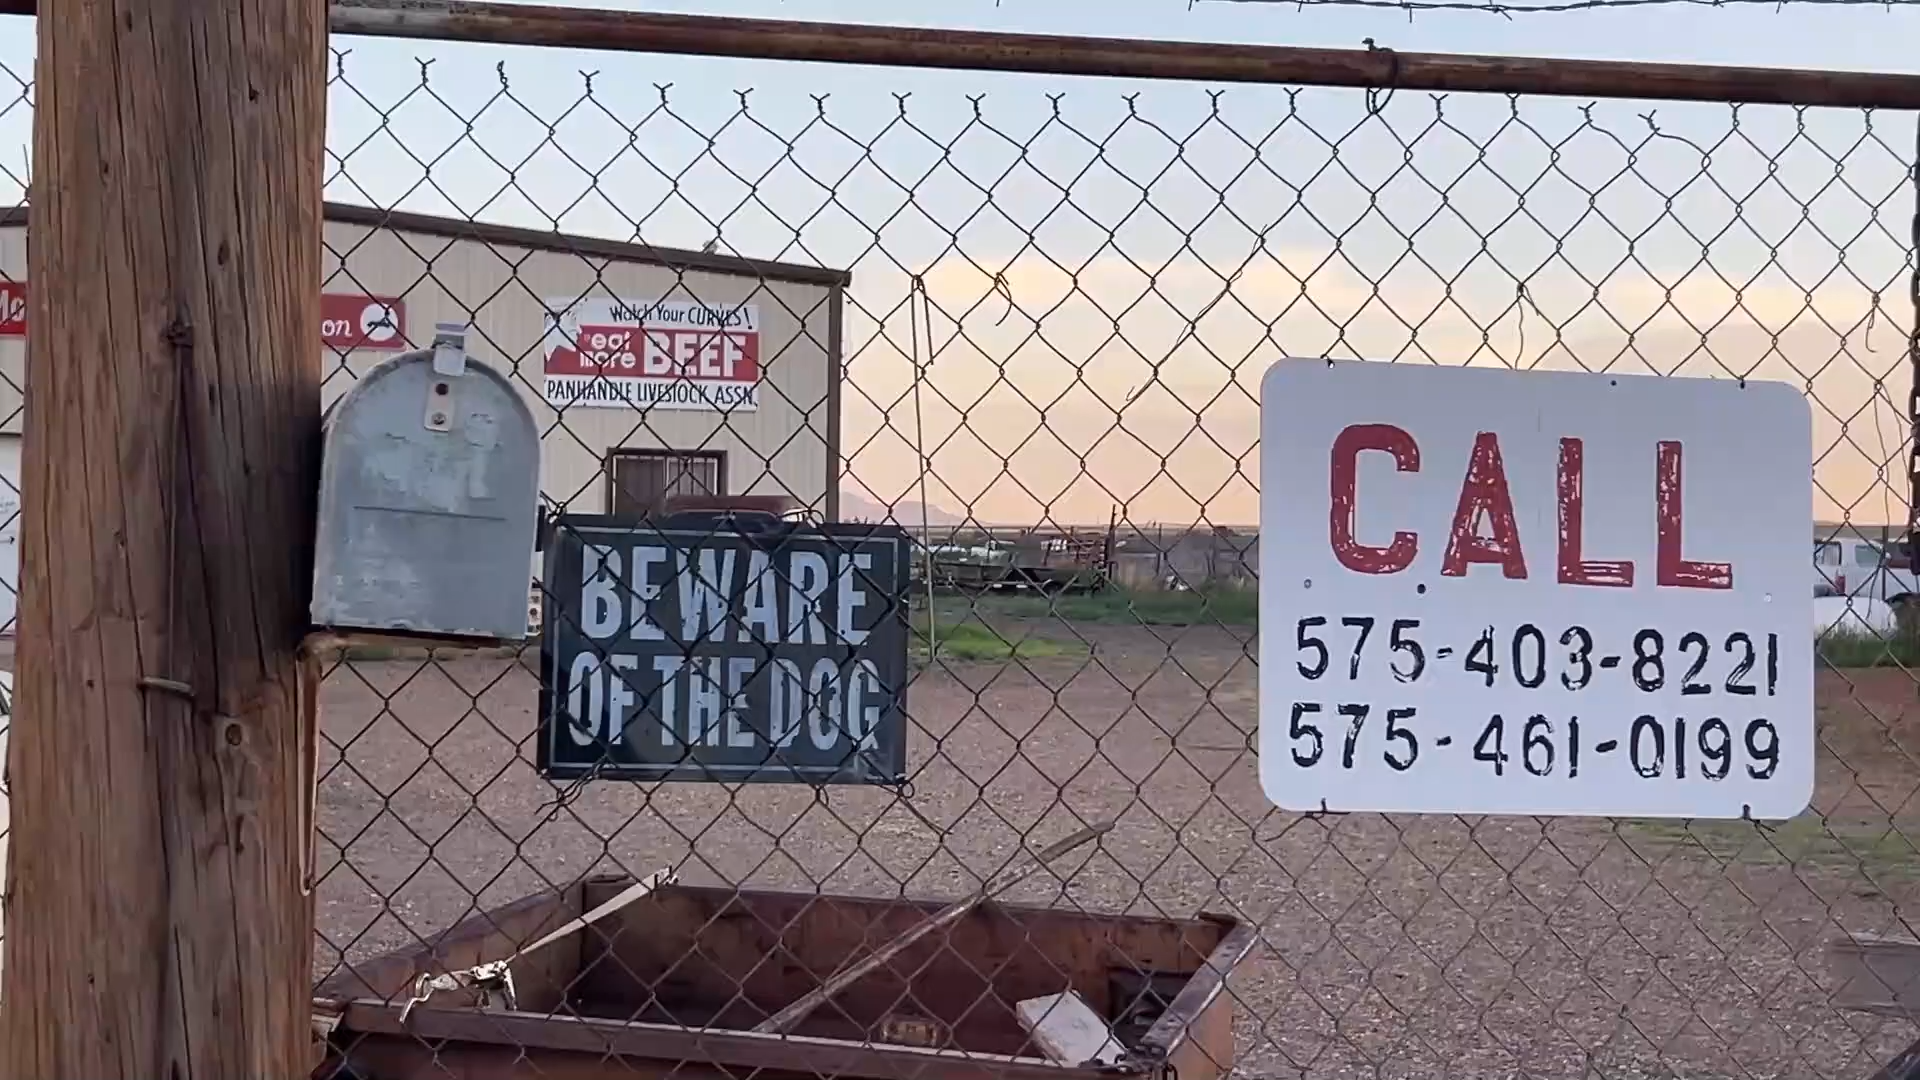 on
Watch Your CURVES!
eat
more BEEF
PANHANDLE LIVESTOCK ASSN.
BEWARE
OF THE DOG
CALL
575-403-8221
575-461-0199